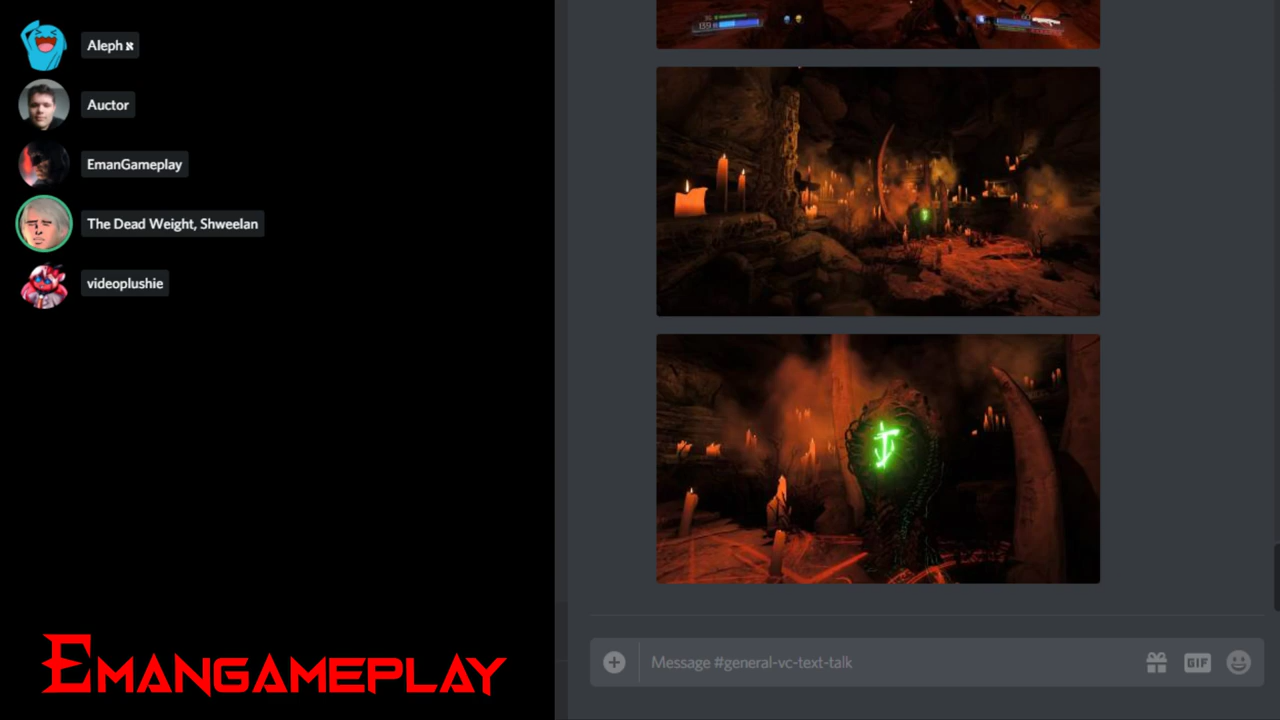 Aleph ℵ
Auctor
EmanGameplay
The Dead Weight, Shweelan
videoplushie
EMANGAMEPLAY
Message #general-vc-text-talk
GIF